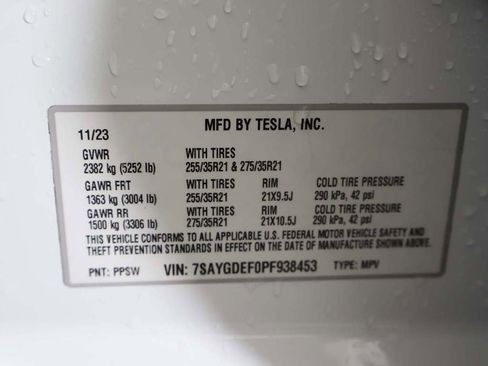 11/23 MFD BY TESLA, INC.
GVWR WITH TIRES
2382 kg (5252 lb) 255/35R21 & 275/35R21
GAWR FRT WITH TIRES RIM COLD TIRE PRESSURE
1363 kg (3004 lb) 255/35R21 21X9.5J 290 kPa, 42 psi
GAWR RR WITH TIRES RIM COLD TIRE PRESSURE
1500 kg (3306 lb) 275/35R21 21X10.5J 290 kPa, 42 psi
THIS VEHICLE CONFORMS TO ALL APPLICABLE U.S. FEDERAL MOTOR VEHICLE SAFETY AND
THEFT PREVENTION STANDARDS IN EFFECT ON THE DATE OF MANUFACTURE SHOWN ABOVE.
PNT: PPSW VIN: 7SAYGDEF0PF938453 TYPE: MPV